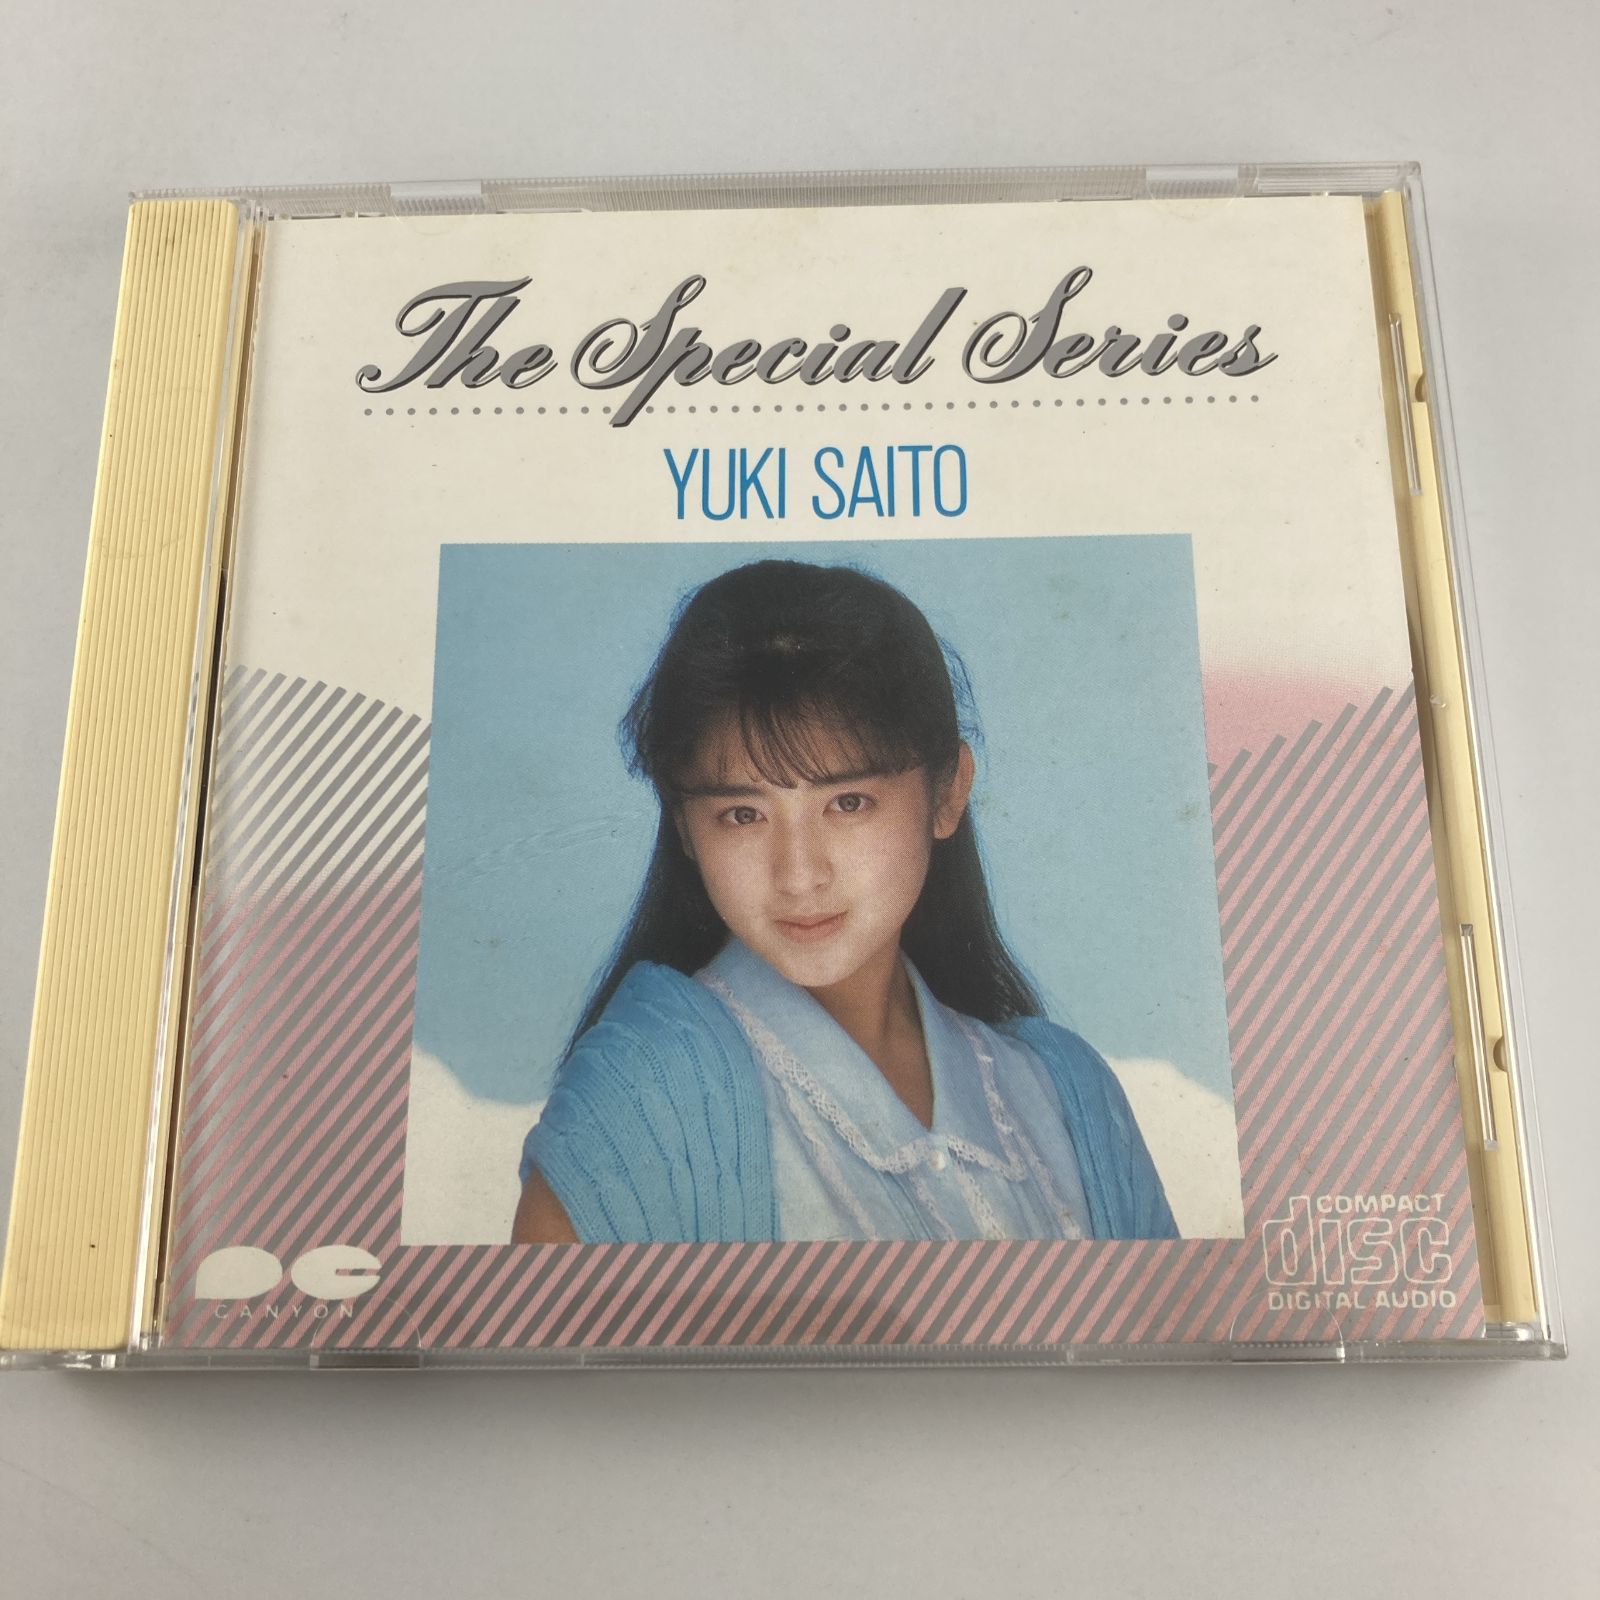 The Special Series
YUKI SAITO
CANYON
COMPACT
disc
DIGITAL AUDIO